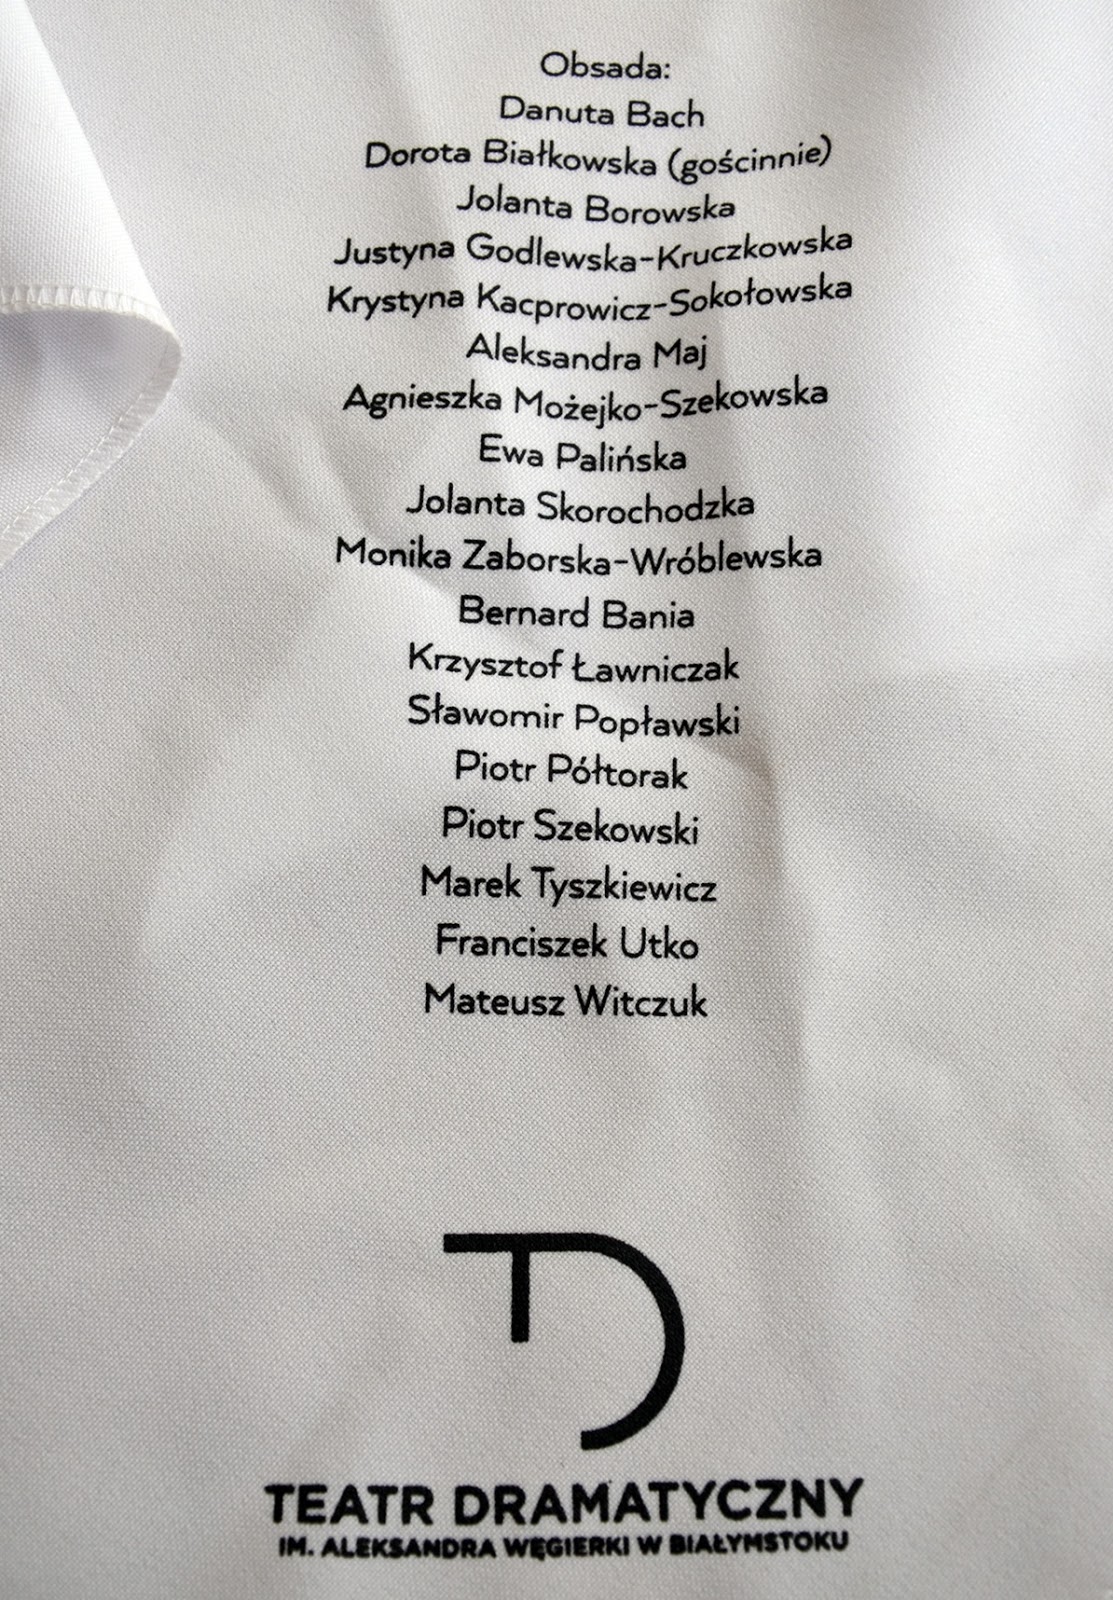 Obsada:
Danuta Bach
Dorota Białkowska (gościnnie)
Jolanta Borowska
Justyna Godlewska-Kruczkowska
Krystyna Kacprowicz-Sokołowska
Aleksandra Maj
Agnieszka Możejko-Szekowska
Ewa Palińska
Jolanta Skorochodzka
Monika Zaborska-Wróblewska
Bernard Bania
Krzysztof Ławniczak
Sławomir Popławski
Piotr Półtorak
Piotr Szekowski
Marek Tyszkiewicz
Franciszek Utko
Mateusz Witczuk
TD
TEATR DRAMATYCZNY
IM. ALEKSANDRA WĘGIERKI W BIAŁYMSTOKU